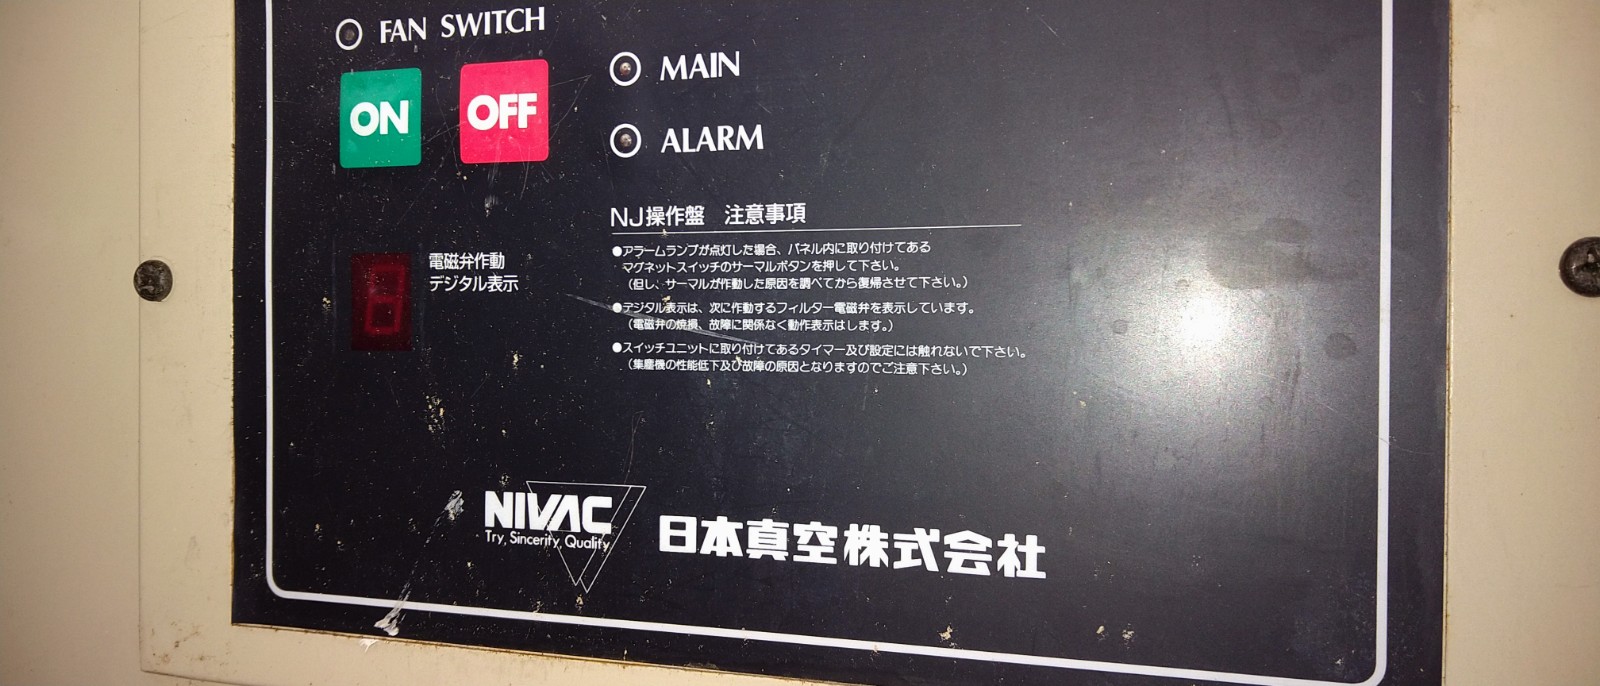 FAN SWITCH
MAIN
ON
OFF
ALARM
NJ操作盤 注意事項
●アラームランプが点灯した場合、パネル内に取り付けてある
マグネットスイッチのサーマルボタンを押して下さい。
(但し、サーマルが作動した原因を調べてから復帰させて下さい。)
電磁弁作動
デジタル表示
●デジタル表示は、次に作動するフィルター電磁弁を表示しています。
(電磁弁の焼損、故障に関係なく動作表示はします。)
●スイッチユニットに取り付けてあるタイマー及び設定には触れないで下さい。
(集塵機の性能低下及び故障の原因となりますのでご注意下さい。)
NIVAC
Try, Sincerity, Quality
日本真空株式会社